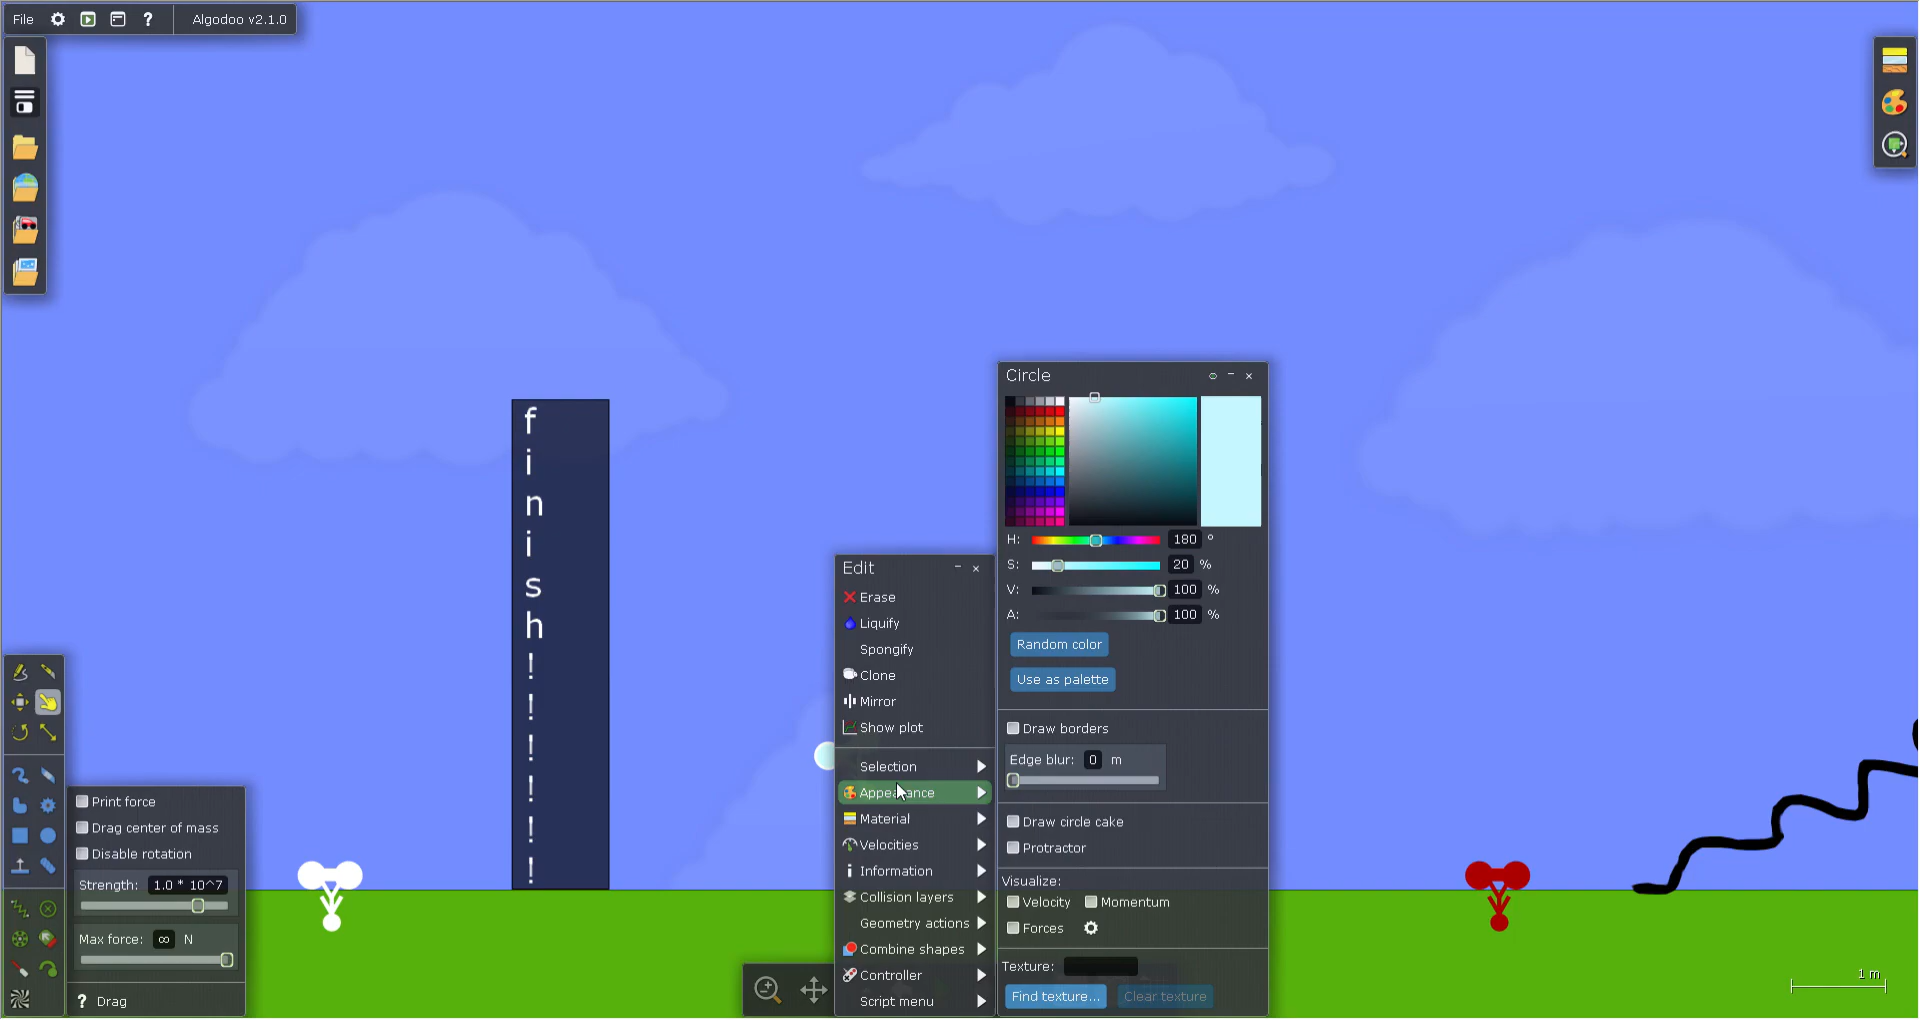 File ? Algodoo v2.1.0
f
i
n
i
s
h
!
!
!
!
!
!
Circle
H: 180 °
S: 20 %
V: 100 %
A: 100 %
Random color
Use as palette
Draw borders
Edge blur: 0 m
Draw circle cake
Protractor
Visualize:
Velocity Momentum
Forces
Texture:
Find texture... Clear texture
Edit
Erase
Liquify
Spongify
Clone
Mirror
Show plot
Selection
Appearance
Material
Velocities
Information
Collision layers
Geometry actions
Combine shapes
Controller
Script menu
Print force
Drag center of mass
Disable rotation
Strength: 1.0 * 10^7
Max force: ∞ N
? Drag
1 m